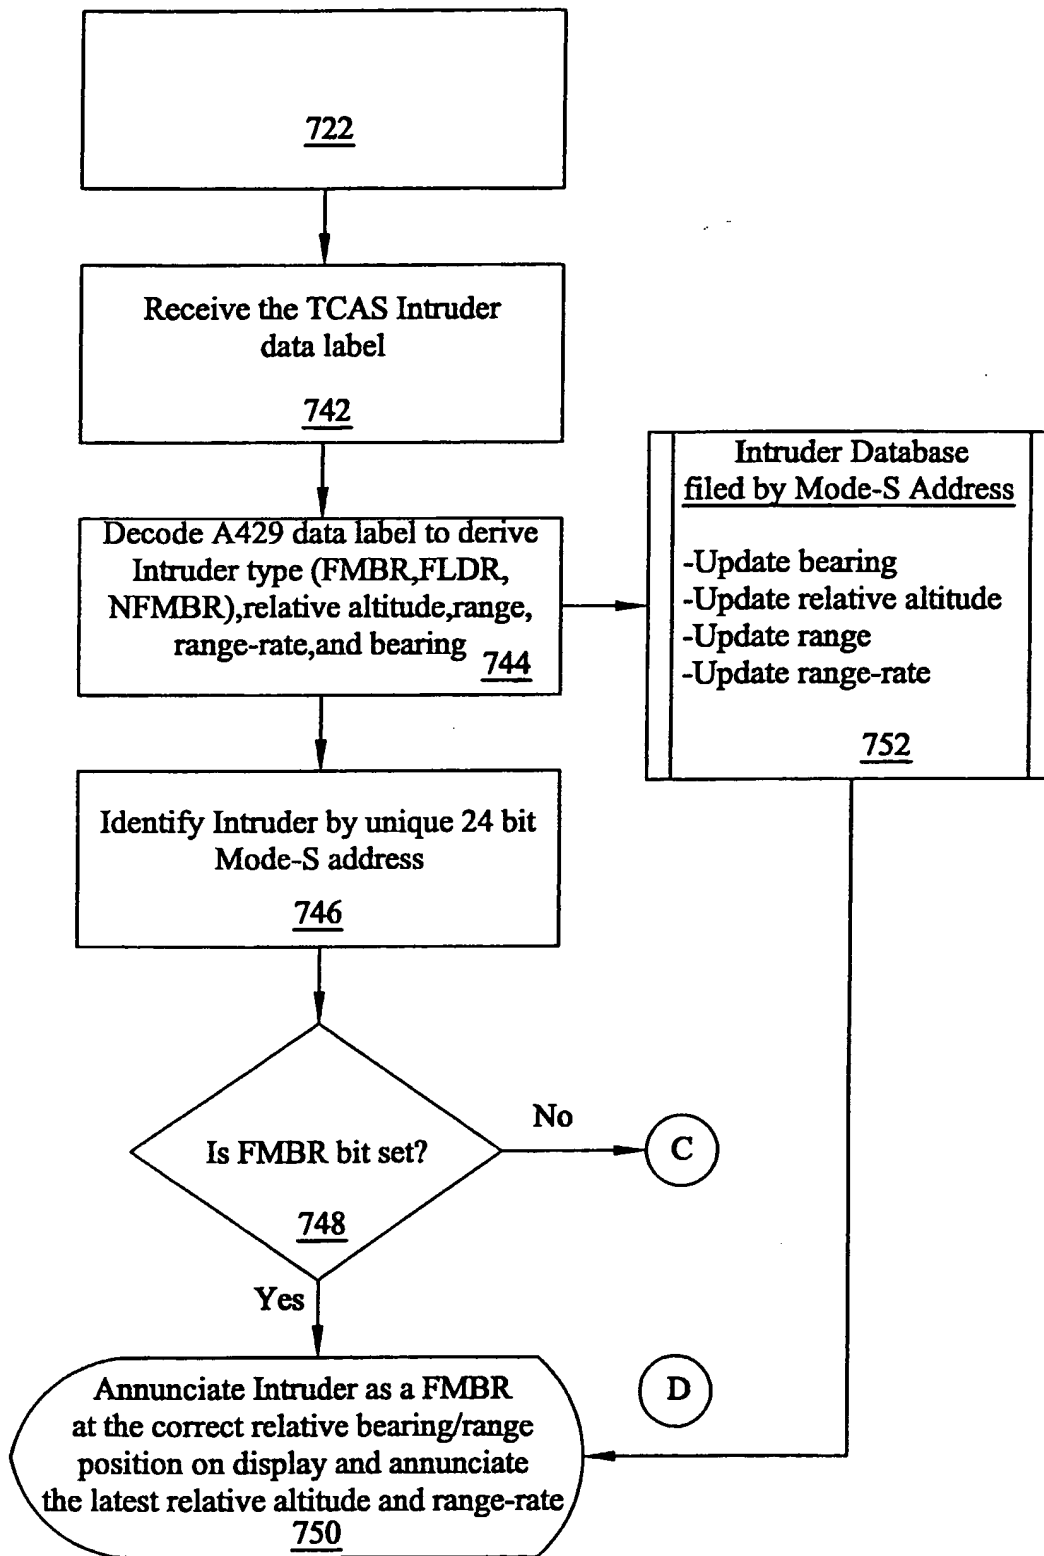 722
Receive the TCAS Intruder
data label
742
Decode A429 data label to derive
Intruder type (FMBR,FLDR,
NFMBR),relative altitude,range,
range-rate,and bearing
744
Intruder Database
filed by Mode-S Address
-Update bearing
-Update relative altitude
-Update range
-Update range-rate
752
Identify Intruder by unique 24 bit
Mode-S address
746
Is FMBR bit set?
748
No
C
Yes
D
Annunciate Intruder as a FMBR
at the correct relative bearing/range
position on display and annunciate
the latest relative altitude and range-rate
750